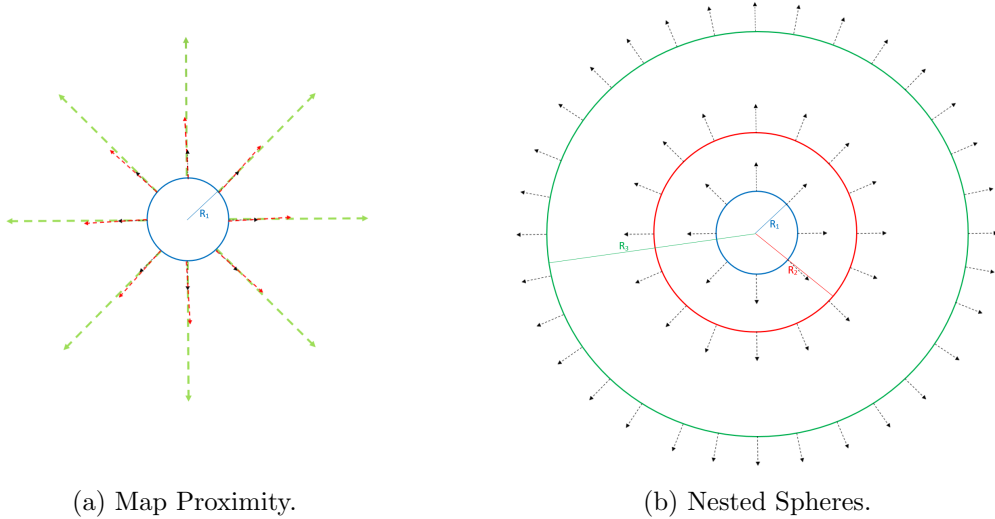 R1
R1
R3
R2
(a) Map Proximity.
(b) Nested Spheres.